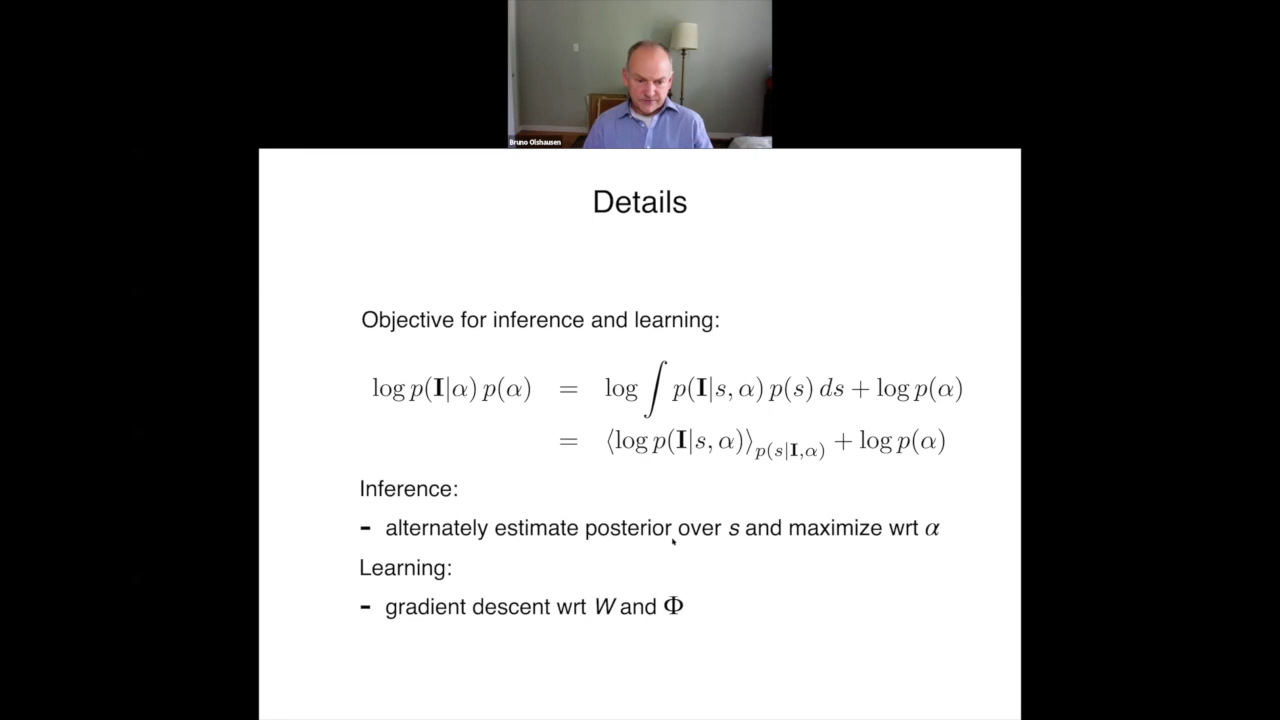 Bruno Olshausen
Details
Objective for inference and learning:
log p(I|α) p(α) = log ∫ p(I|s, α) p(s) ds + log p(α)
= ⟨log p(I|s, α)⟩p(s|I,α) + log p(α)
Inference:
- alternately estimate posterior over s and maximize wrt α
Learning:
- gradient descent wrt W and Φ